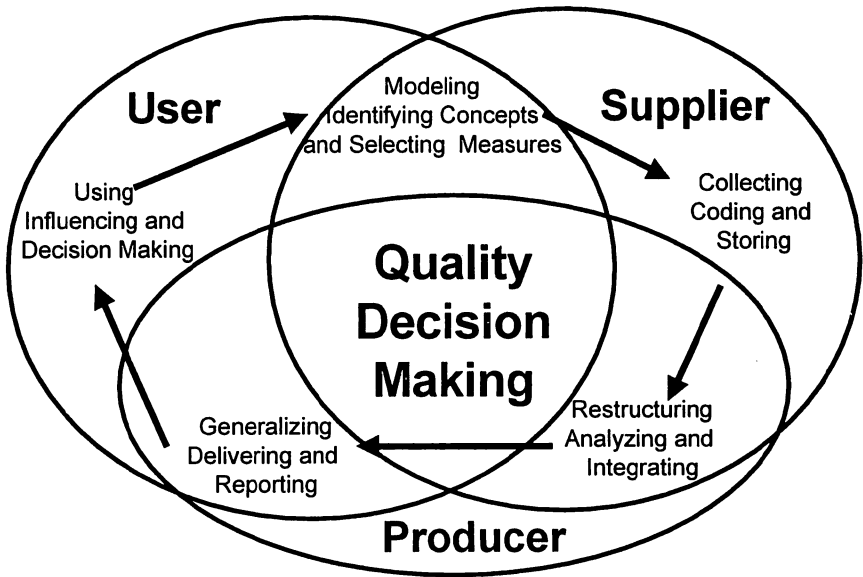 User
Modeling
Identifying Concepts
and Selecting Measures
Supplier
Using
Influencing and
Decision Making
Collecting
Coding and
Storing
Quality
Decision
Making
Generalizing
Delivering and
Reporting
Restructuring
Analyzing and
Integrating
Producer